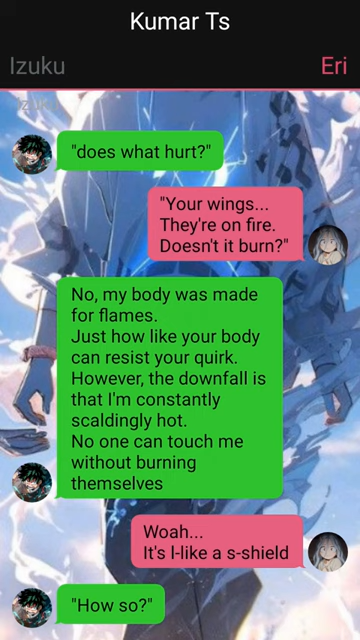 Kumar Ts
Izuku
Eri
Izuku
"does what hurt?"
"Your wings...
They're on fire.
Doesn't it burn?"
No, my body was made
for flames.
Just how like your body
can resist your quirk.
However, the downfall is
that I'm constantly
scaldingly hot.
No one can touch me
without burning
themselves
Woah...
It's l-like a s-shield
"How so?"